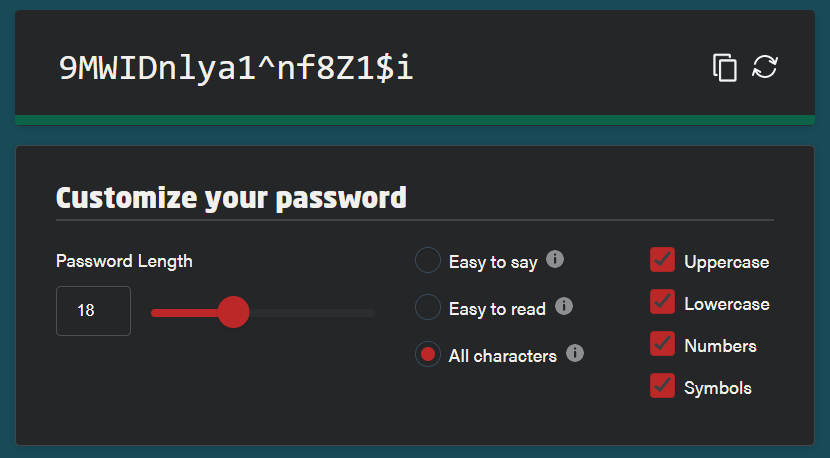 9MWIDnlya1^nf8Z1$i
Customize your password
Password Length
18
Easy to say
Easy to read
All characters
Uppercase
Lowercase
Numbers
Symbols